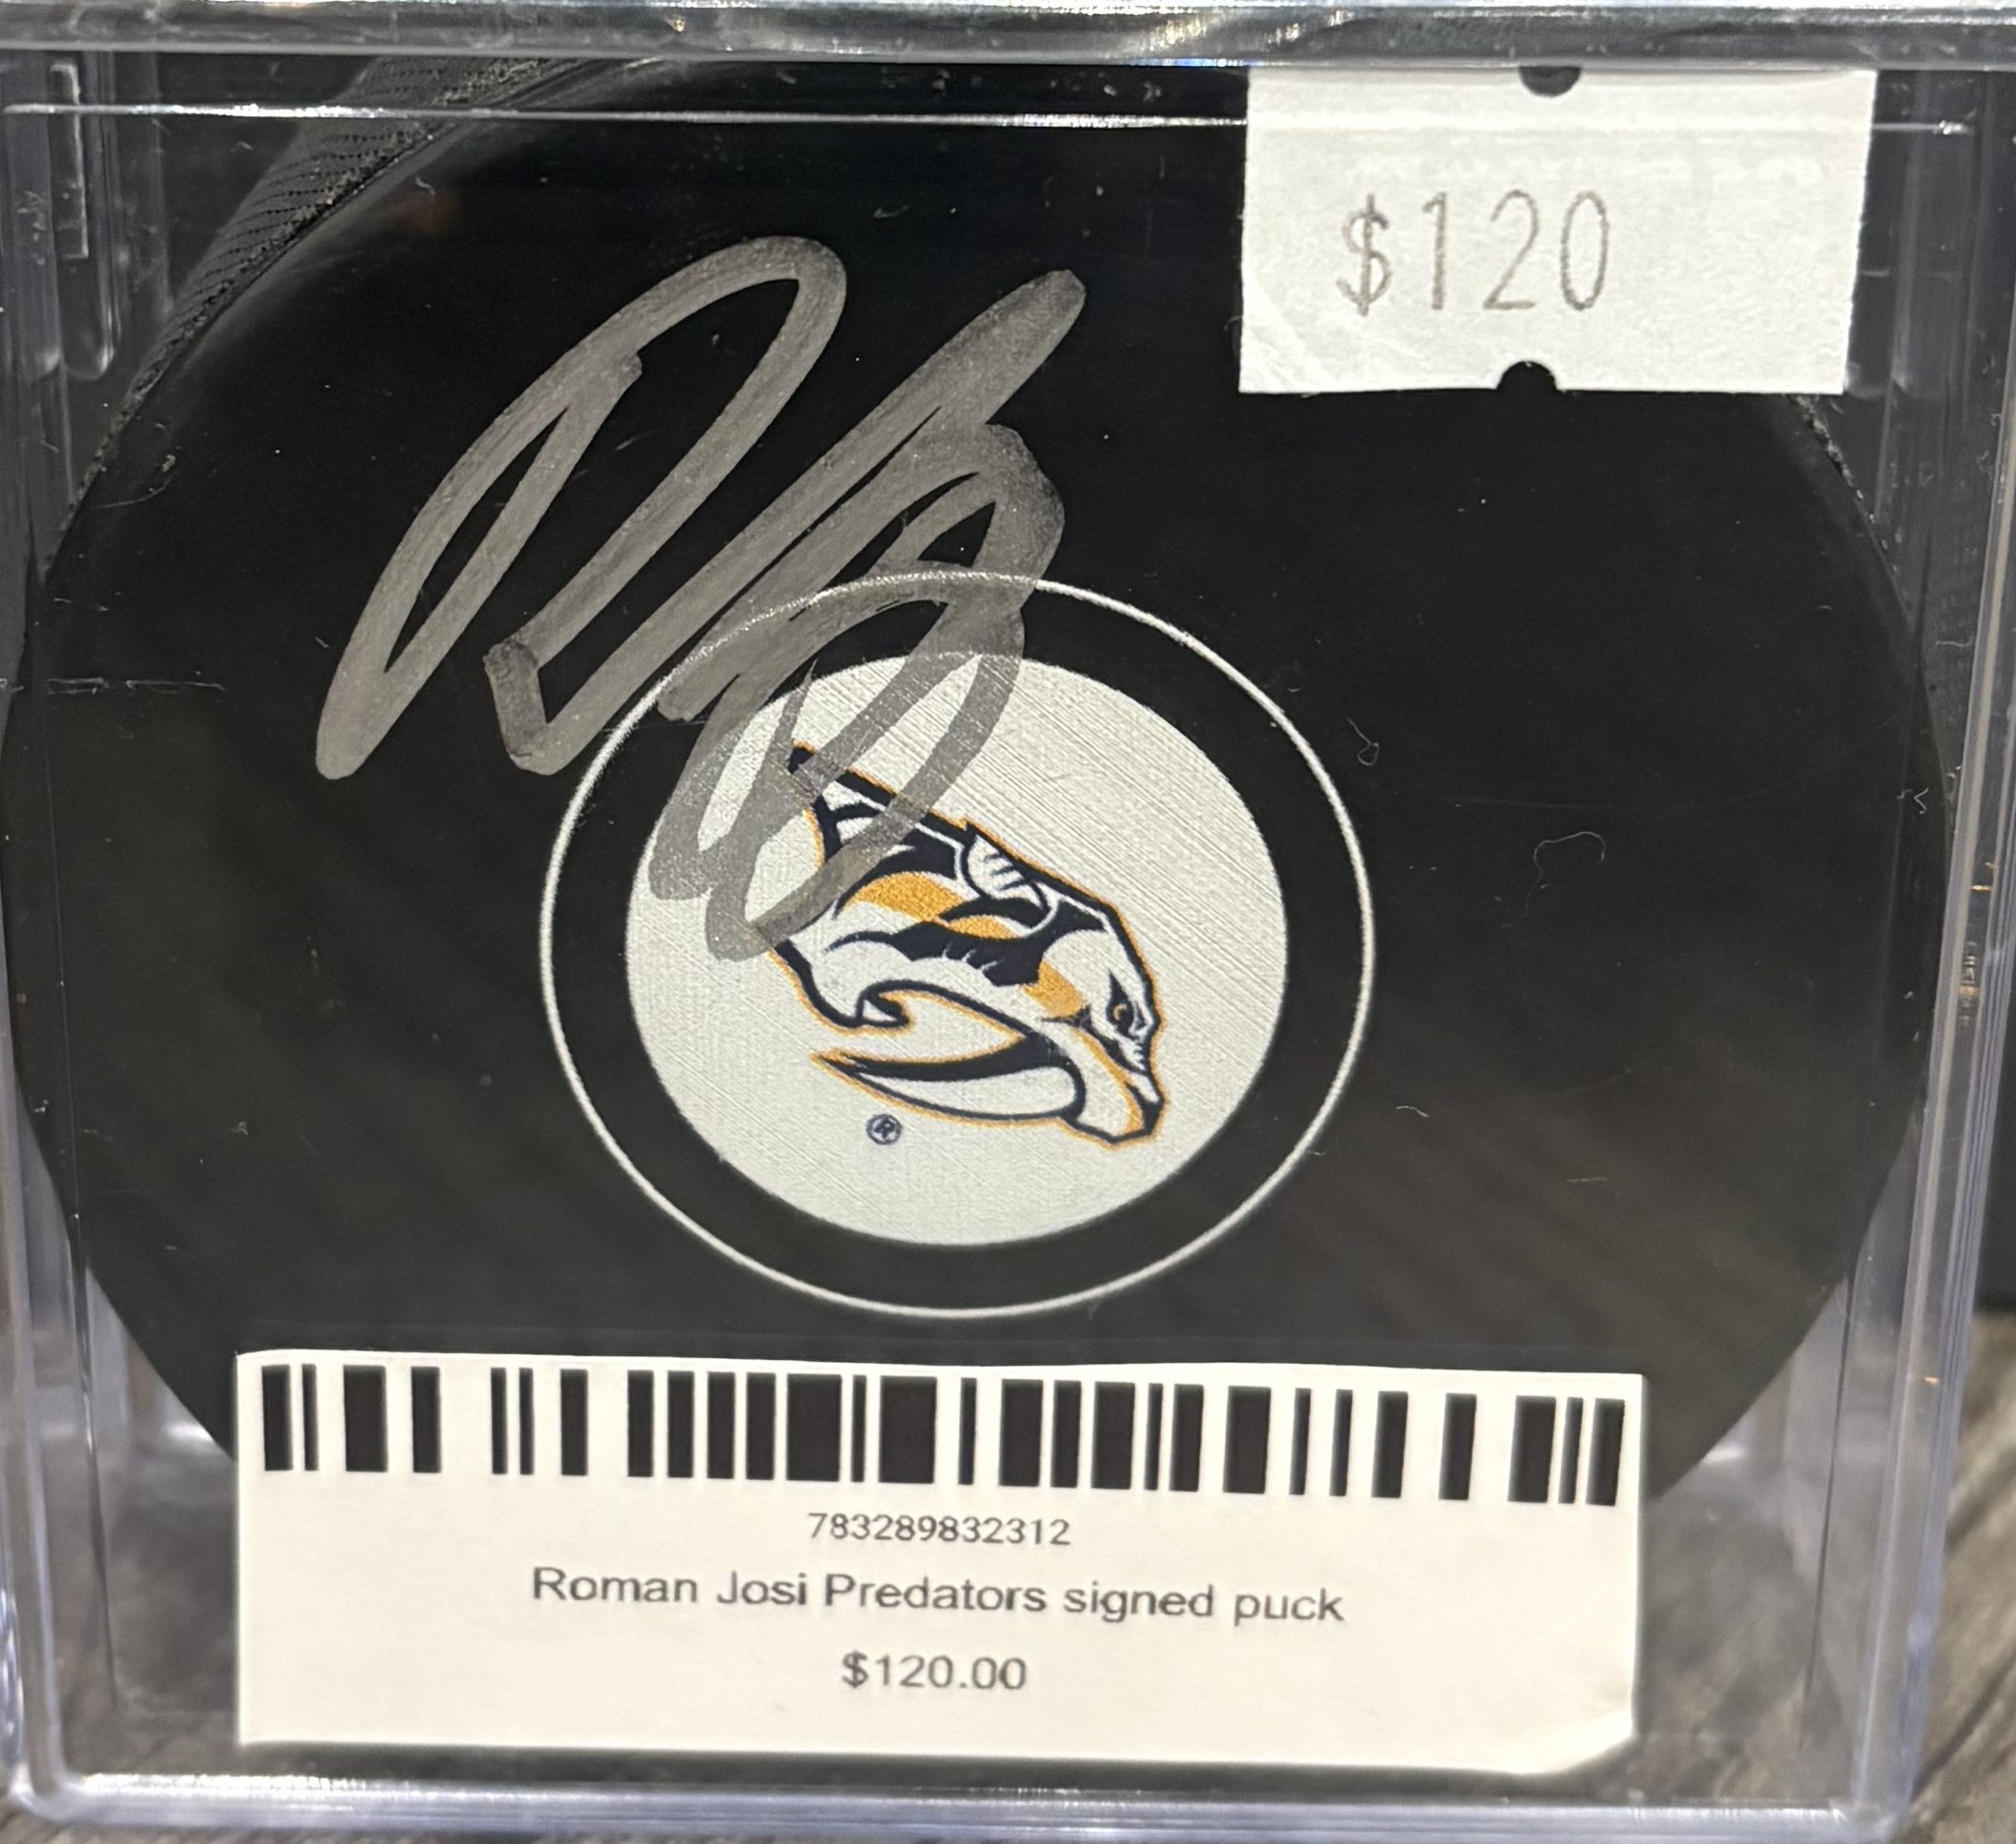 $120
®
783289832312
Roman Josi Predators signed puck
$120.00